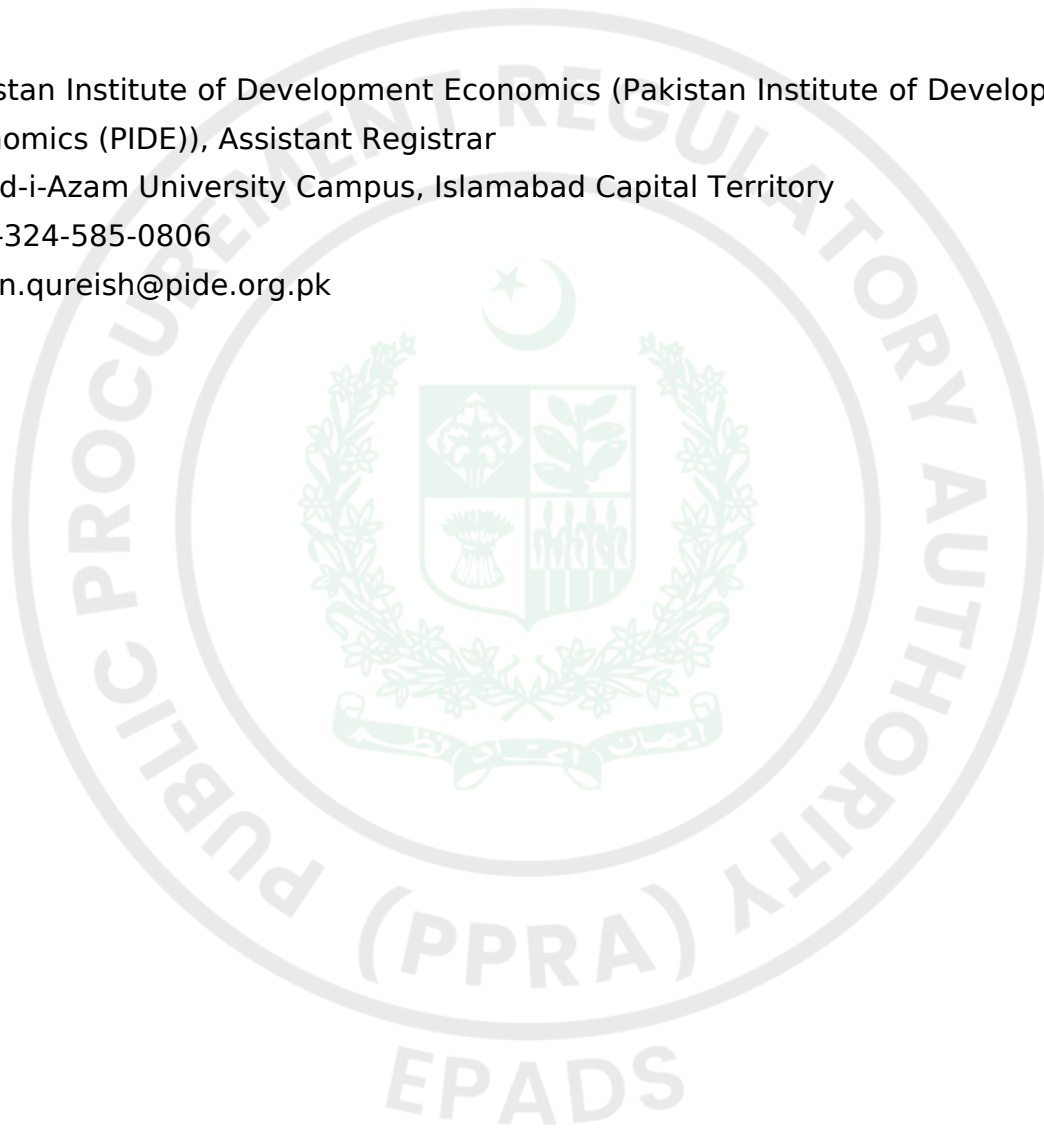 stan Institute of Development Economics (Pakistan Institute of Develop
omics (PIDE)), Assistant Registrar
d-i-Azam University Campus, Islamabad Capital Territory
-324-585-0806
n.qureish@pide.org.pk
PUBLIC PROCUREMENT REGULATORY AUTHORITY
(PPRA)
EPADS